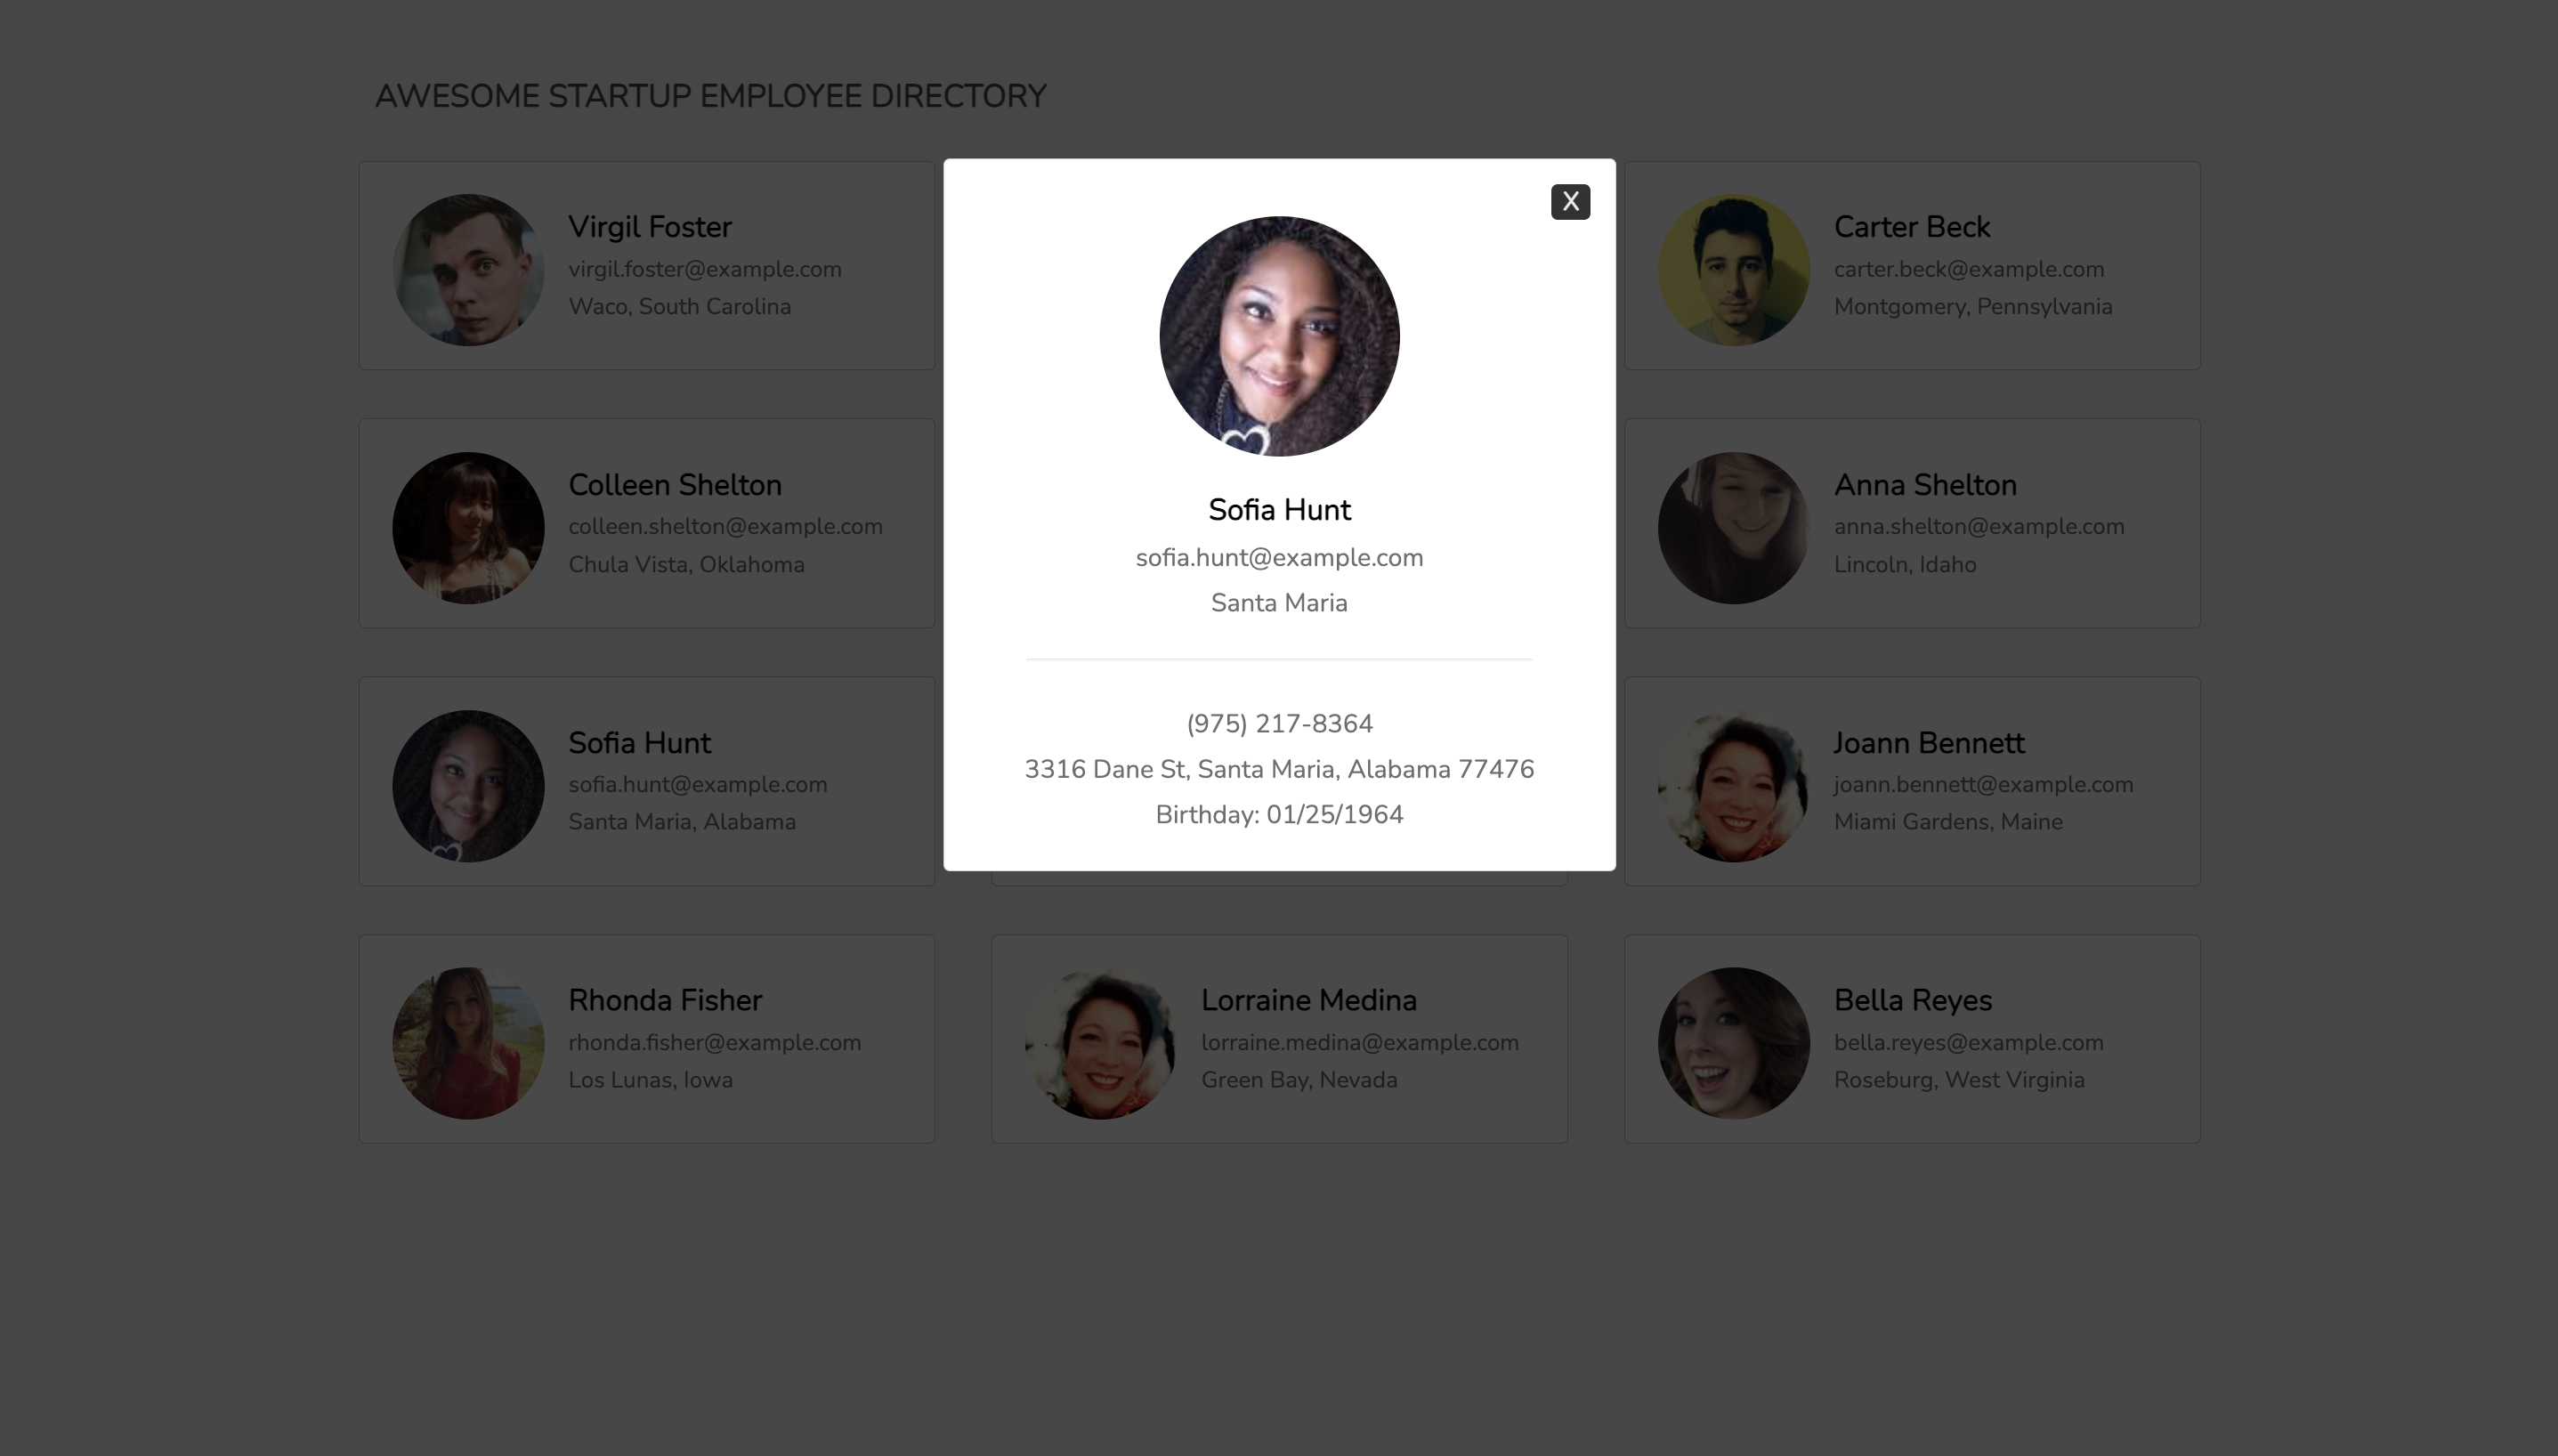 AWESOME STARTUP EMPLOYEE DIRECTORY
Virgil Foster
virgil.foster@example.com
Waco, South Carolina
Carter Beck
carter.beck@example.com
Montgomery, Pennsylvania
Colleen Shelton
colleen.shelton@example.com
Chula Vista, Oklahoma
Anna Shelton
anna.shelton@example.com
Lincoln, Idaho
Sofia Hunt
sofia.hunt@example.com
Santa Maria, Alabama
Joann Bennett
joann.bennett@example.com
Miami Gardens, Maine
Rhonda Fisher
rhonda.fisher@example.com
Los Lunas, Iowa
Lorraine Medina
lorraine.medina@example.com
Green Bay, Nevada
Bella Reyes
bella.reyes@example.com
Roseburg, West Virginia
X
Sofia Hunt
sofia.hunt@example.com
Santa Maria
(975) 217-8364
3316 Dane St, Santa Maria, Alabama 77476
Birthday: 01/25/1964